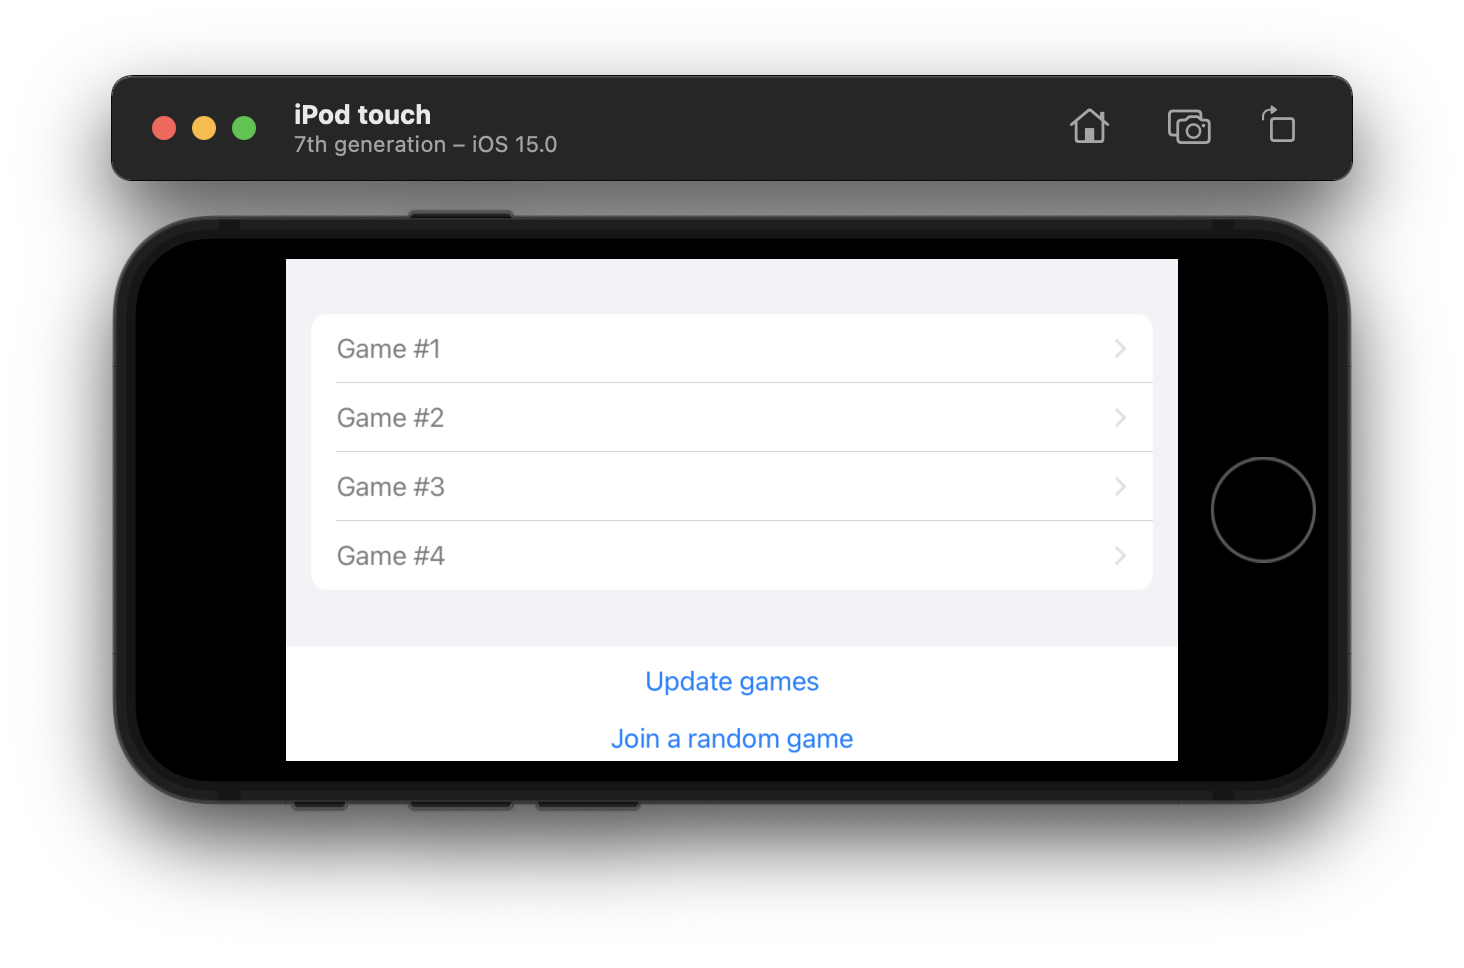 iPod touch
7th generation – iOS 15.0
Game #1
Game #2
Game #3
Game #4
Update games
Join a random game